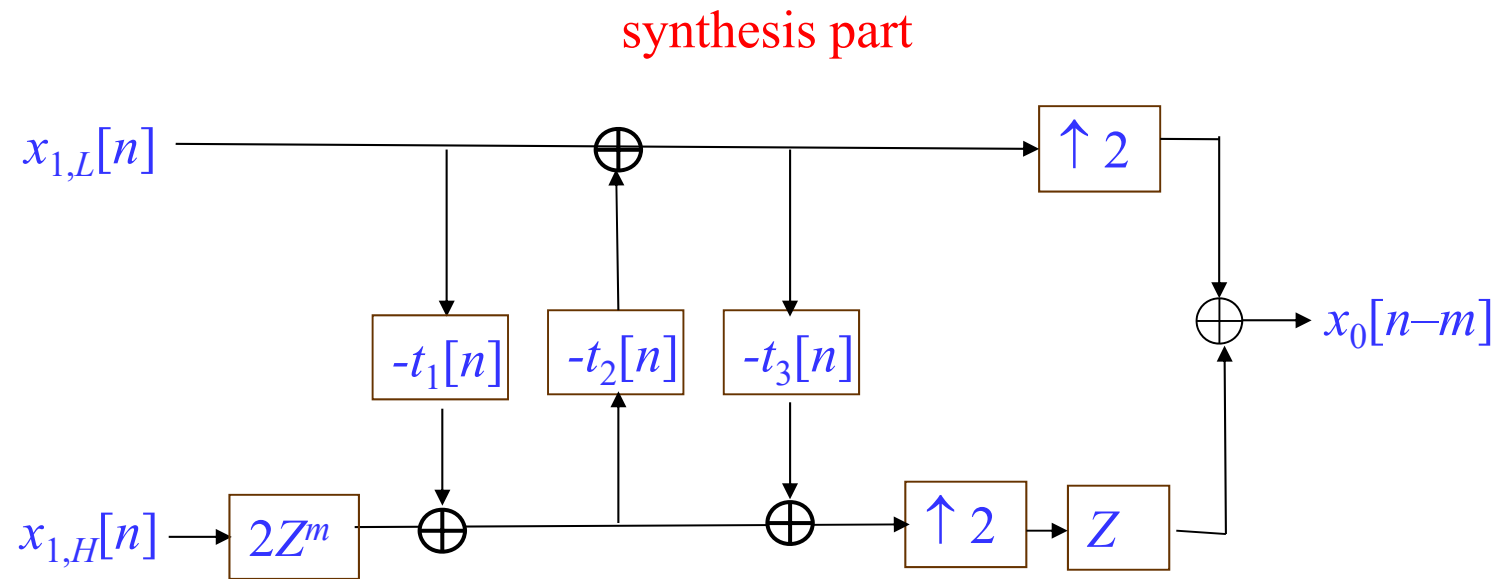 synthesis part
x1,L[n]
↑ 2
x0[n–m]
-t1[n]
-t2[n]
-t3[n]
x1,H[n]
2Zm
↑ 2
Z